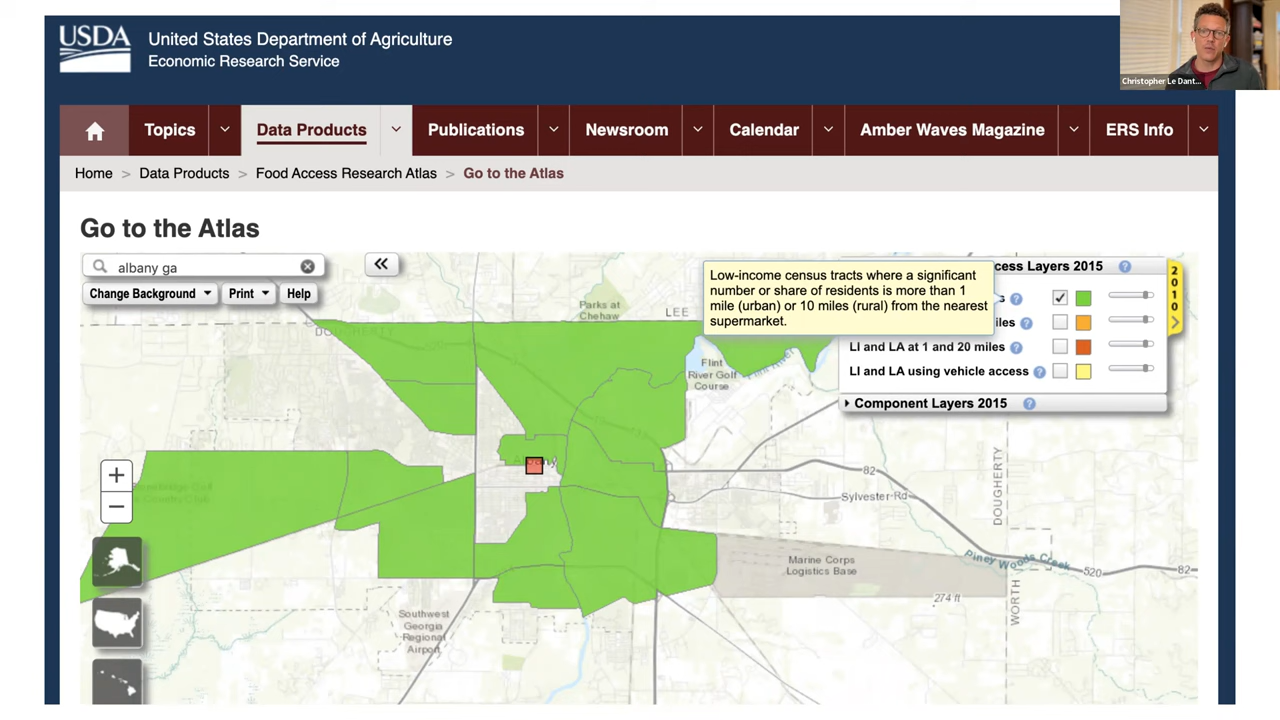 USDA
United States Department of Agriculture
Economic Research Service
Christopher Le Dant...
Topics
Data Products
Publications
Newsroom
Calendar
Amber Waves Magazine
ERS Info
Home > Data Products > Food Access Research Atlas > Go to the Atlas
Go to the Atlas
albany ga
Change Background
Print
Help
Low-income census tracts where a significant
number or share of residents is more than 1
mile (urban) or 10 miles (rural) from the nearest
supermarket.
cess Layers 2015
s
iles
LI and LA at 1 and 20 miles
LI and LA using vehicle access
Component Layers 2015
2010
Parks at
Chehaw
LEE
DOUGHERTY
Flint
River Golf
Course
Albany
82
Sylvester-Rd
DOUGHERTY
WORTH
Marine Corps
Logistics Base
Piney Woods Creek
520
82
274 ft
Southwest
Georgia
Regional
Airport